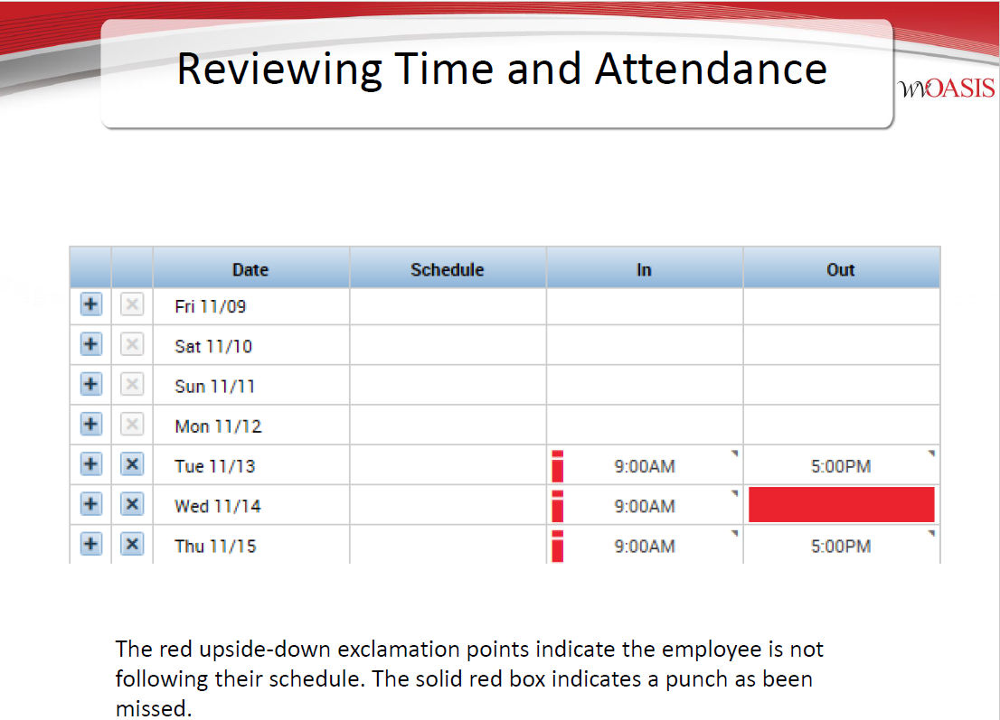 Reviewing Time and Attendance
wvOASIS
Date Schedule In Out
Fri 11/09
Sat 11/10
Sun 11/11
Mon 11/12
Tue 11/13 9:00AM 5:00PM
Wed 11/14 9:00AM
Thu 11/15 9:00AM 5:00PM
The red upside-down exclamation points indicate the employee is not
following their schedule. The solid red box indicates a punch as been
missed.